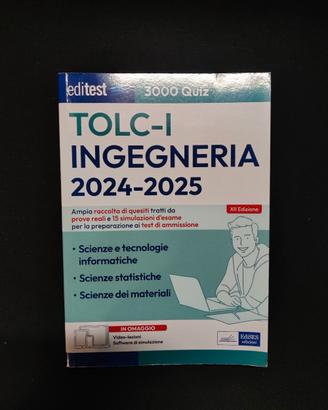 editest
3000 Quiz
TOLC-I
INGEGNERIA
2024-2025
Ampia raccolta di quesiti tratti da
prove reali e 15 simulazioni d'esame
per la preparazione ai test di ammissione
XII Edizione
• Scienze e tecnologie
informatiche
• Scienze statistiche
• Scienze dei materiali
IN OMAGGIO
Video-lezioni
Software di simulazione
EdiSES
edizioni